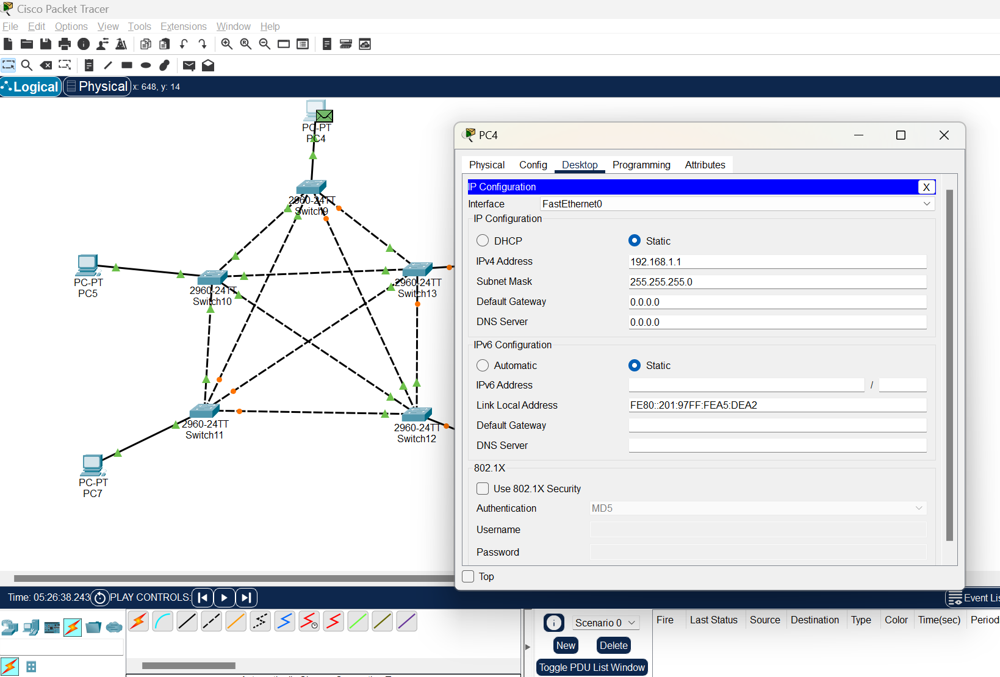 Cisco Packet Tracer
File Edit Options View Tools Extensions Window Help
Logical Physical x: 648, y: 14
PC-PT
PC4
2960-24TT
Switch9
PC-PT
PC5
2960-24TT
Switch10
2960-24TT
Switch13
2960-24TT
Switch11
2960-24TT
Switch12
PC-PT
PC7
PC4
Physical Config Desktop Programming Attributes
IP Configuration X
Interface FastEthernet0
IP Configuration
DHCP Static
IPv4 Address 192.168.1.1
Subnet Mask 255.255.255.0
Default Gateway 0.0.0.0
DNS Server 0.0.0.0
IPv6 Configuration
Automatic Static
IPv6 Address /
Link Local Address FE80::201:97FF:FEA5:DEA2
Default Gateway
DNS Server
802.1X
Use 802.1X Security
Authentication MD5
Username
Password
Top
Time: 05:26:38.243 PLAY CONTROLS: Event Lis
Scenario 0
New Delete
Toggle PDU List Window
Fire Last Status Source Destination Type Color Time(sec) Period